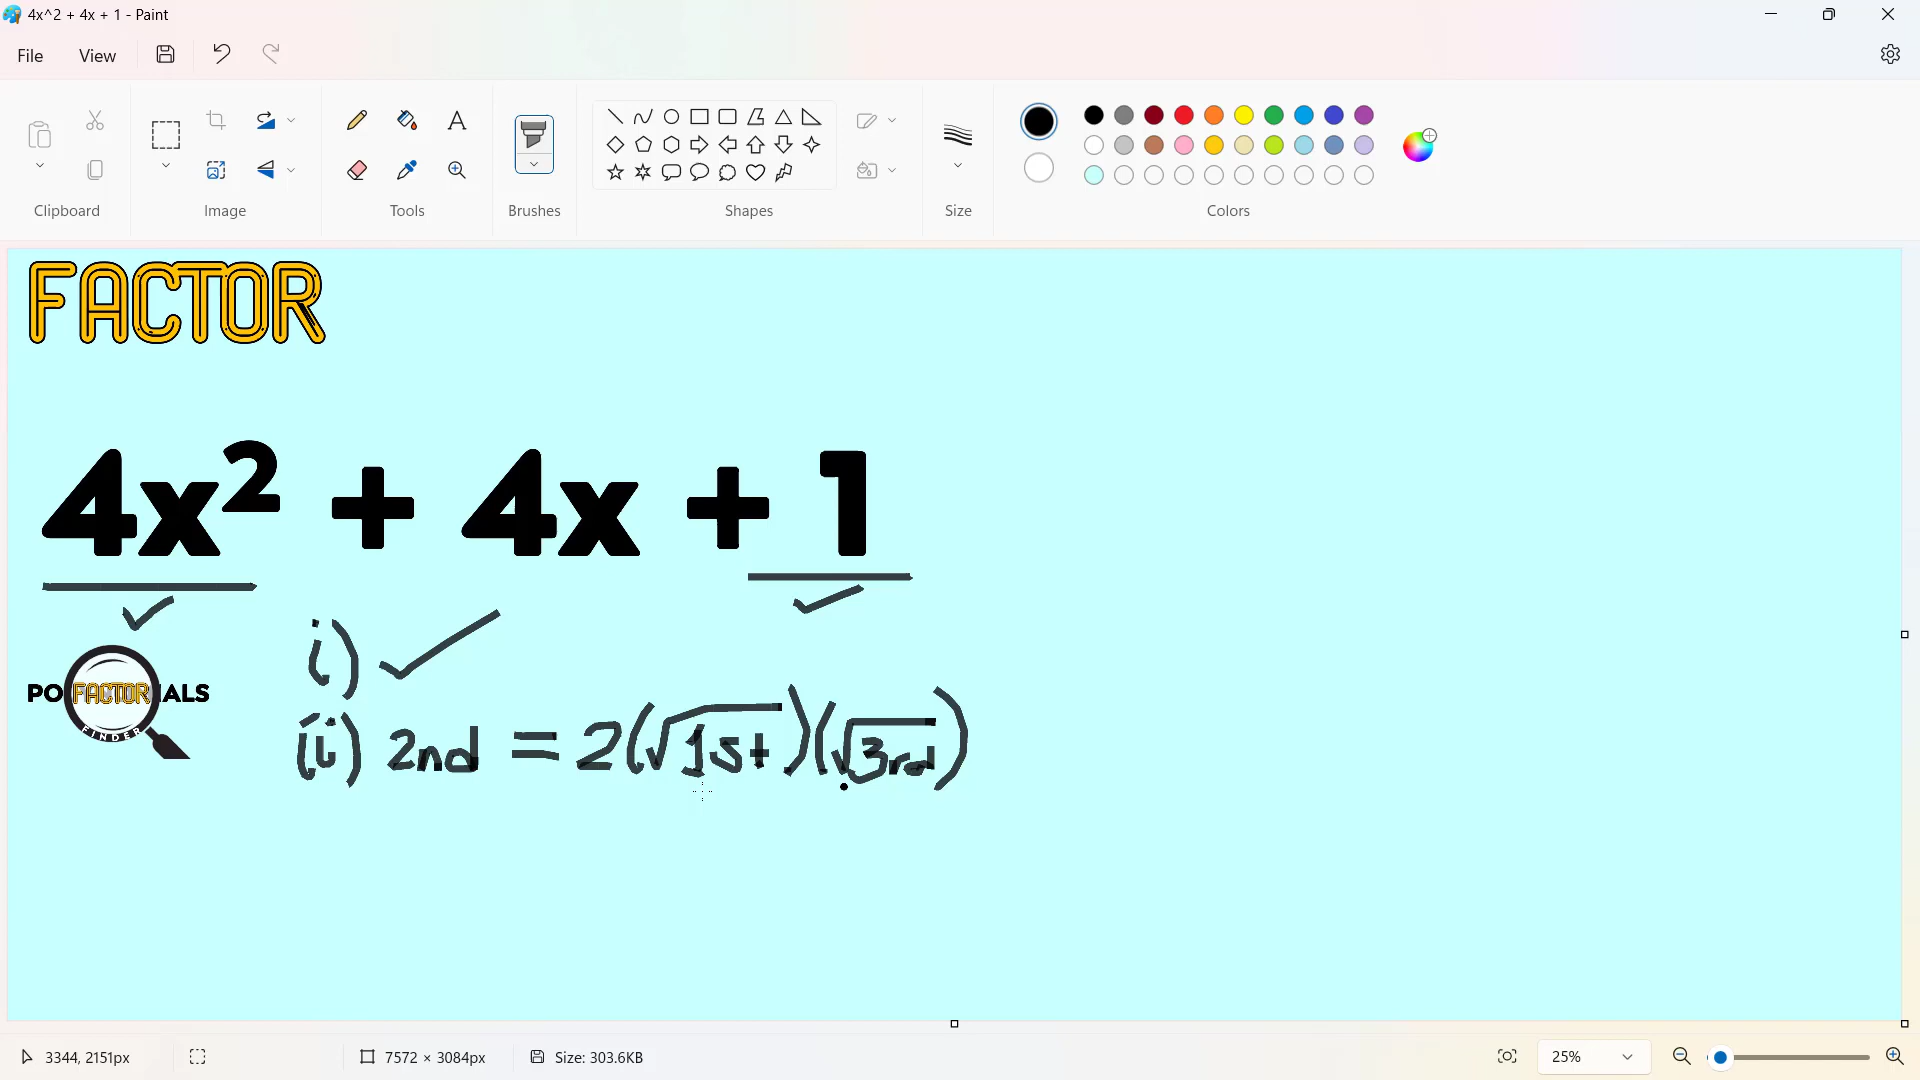 4x^2 + 4x + 1 - Paint
File View
Clipboard Image Tools Brushes Shapes Size Colors
FACTOR
4x² + 4x + 1
i) ✓
(ii) 2nd = 2(√1st)(√3rd)
PO FACTOR IALS
FINDER
3344, 2151px 7572 × 3084px Size: 303.6KB 25%